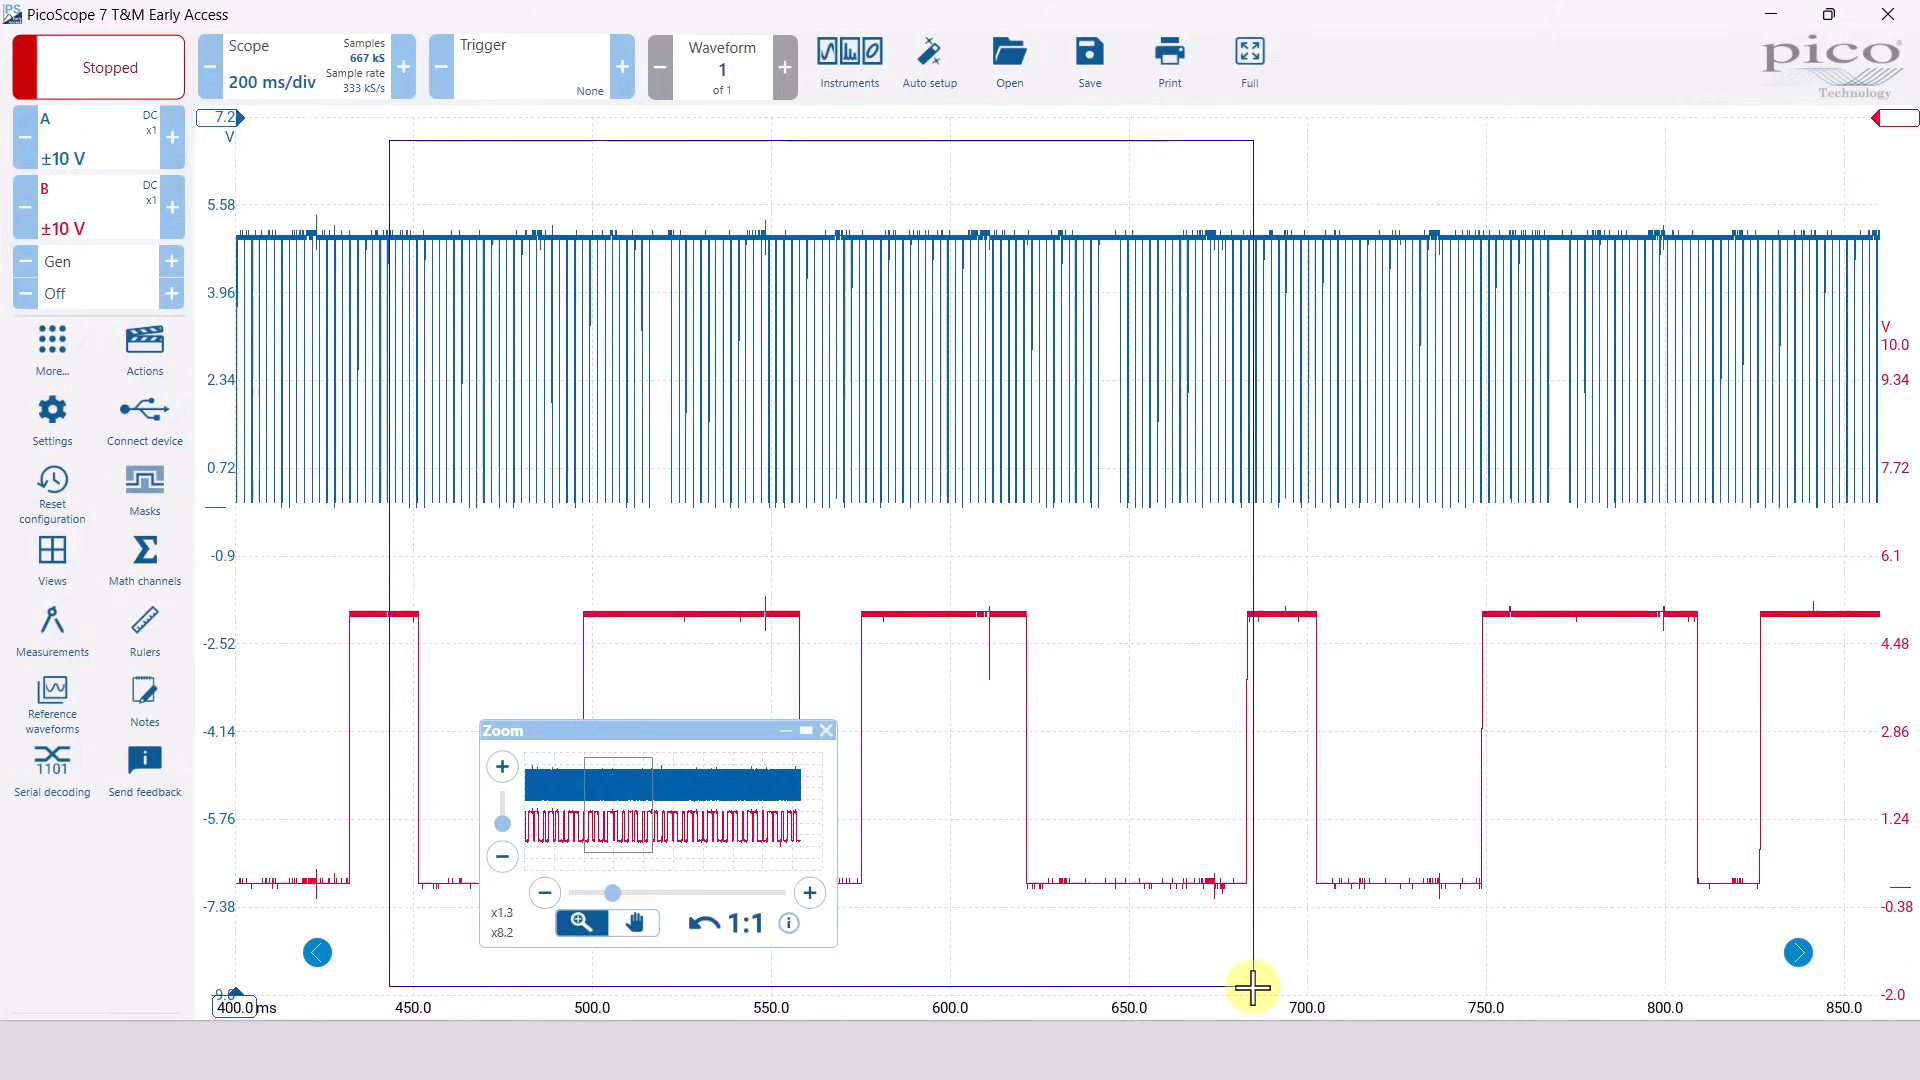 PicoScope 7 T&M Early Access
Stopped
Scope
200 ms/div
Samples
667 kS
Sample rate
333 kS/s
Trigger
None
Waveform
1
of 1
Instruments
Auto setup
Open
Save
Print
Full
pico
Technology
A
DC
x1
±10 V
B
DC
x1
±10 V
Gen
Off
More...
Actions
Settings
Connect device
Reset
configuration
Masks
Views
Math channels
Measurements
Rulers
Reference
waveforms
Notes
1101
Serial decoding
Send feedback
7.2
V
5.58
3.96
2.34
0.72
-0.9
-2.52
-4.14
-5.76
-7.38
-9.0
V
10.0
9.34
7.72
6.1
4.48
2.86
1.24
-0.38
-2.0
Zoom
x1.3
x8.2
1:1
400.0 ms
450.0
500.0
550.0
600.0
650.0
700.0
750.0
800.0
850.0